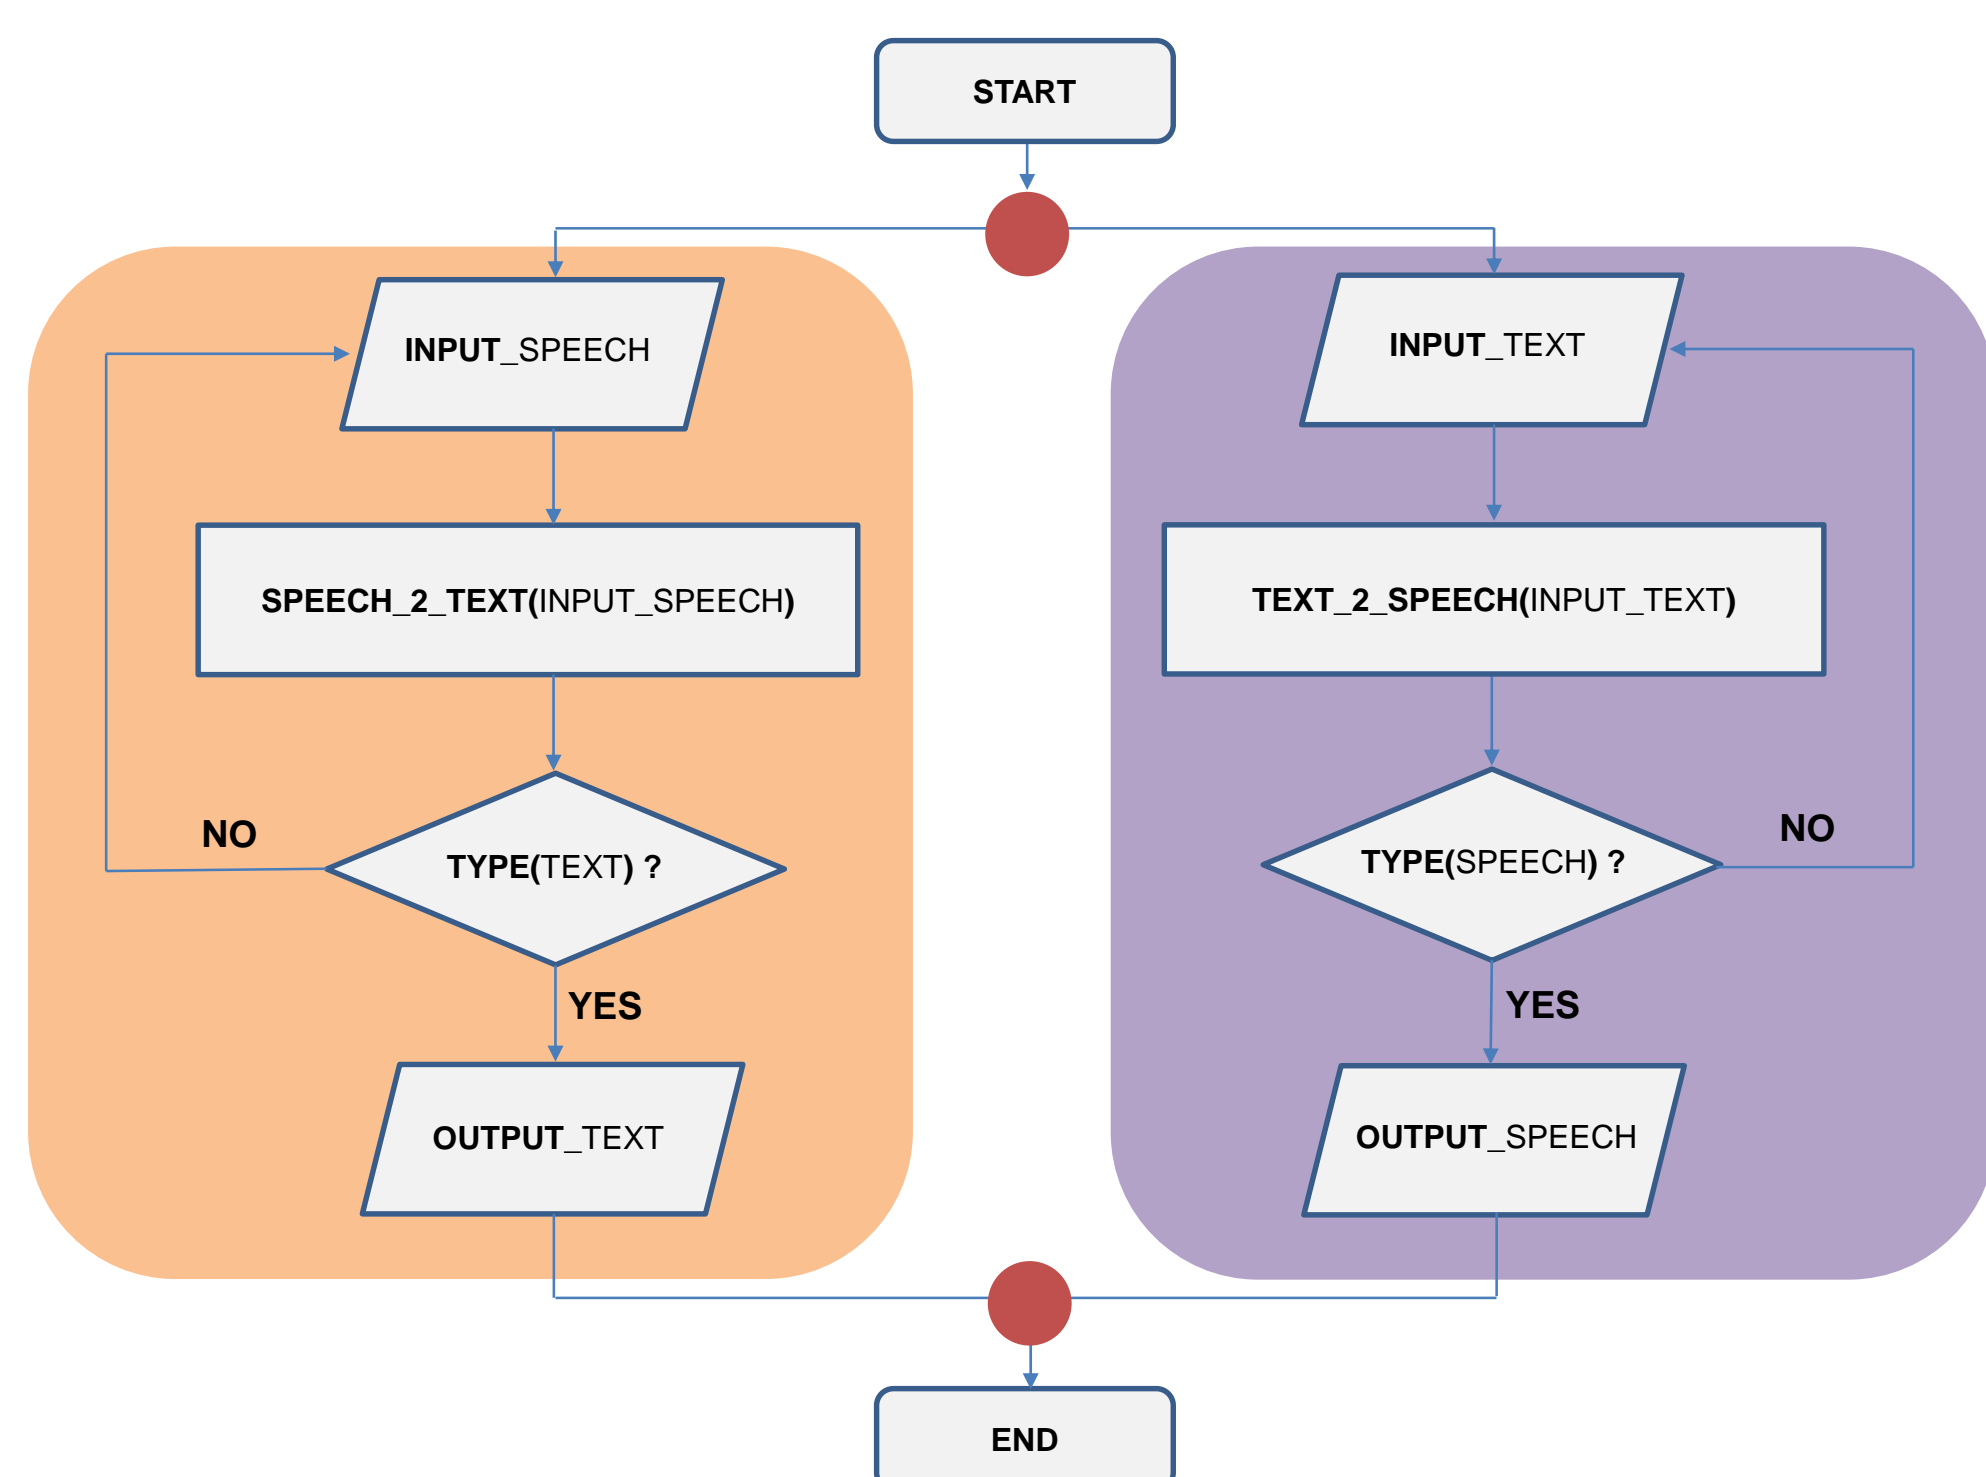 START
INPUT_SPEECH
SPEECH_2_TEXT(INPUT_SPEECH)
TYPE(TEXT) ?
NO
YES
OUTPUT_TEXT
INPUT_TEXT
TEXT_2_SPEECH(INPUT_TEXT)
TYPE(SPEECH) ?
NO
YES
OUTPUT_SPEECH
END